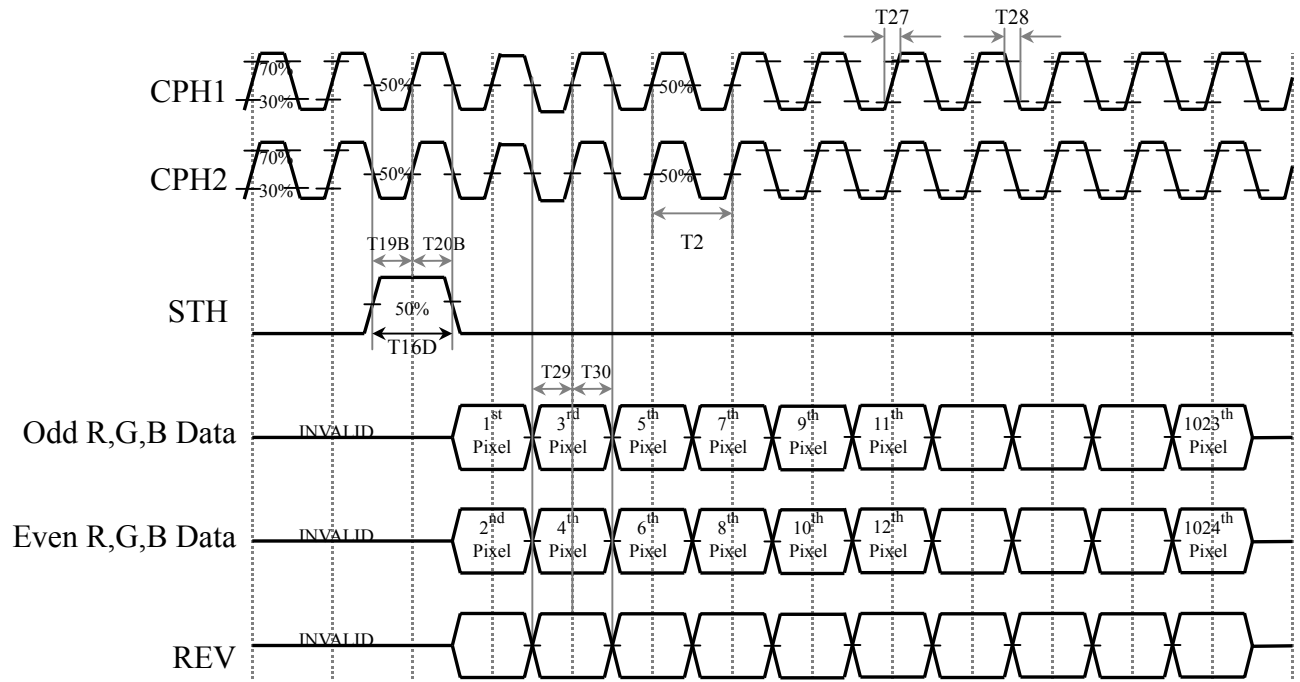 T27 T28
70% 50% 50%
CPH1
30%
70% 50% 50%
CPH2
30%
T2
T19B T20B
STH
50%
T16D
T29 T30
Odd R,G,B Data INVALID 1st Pixel 3rd Pixel 5th Pixel 7th Pixel 9th Pixel 11th Pixel 1023th Pixel
Even R,G,B Data INVALID 2nd Pixel 4th Pixel 6th Pixel 8th Pixel 10th Pixel 12th Pixel 1024th Pixel
REV INVALID